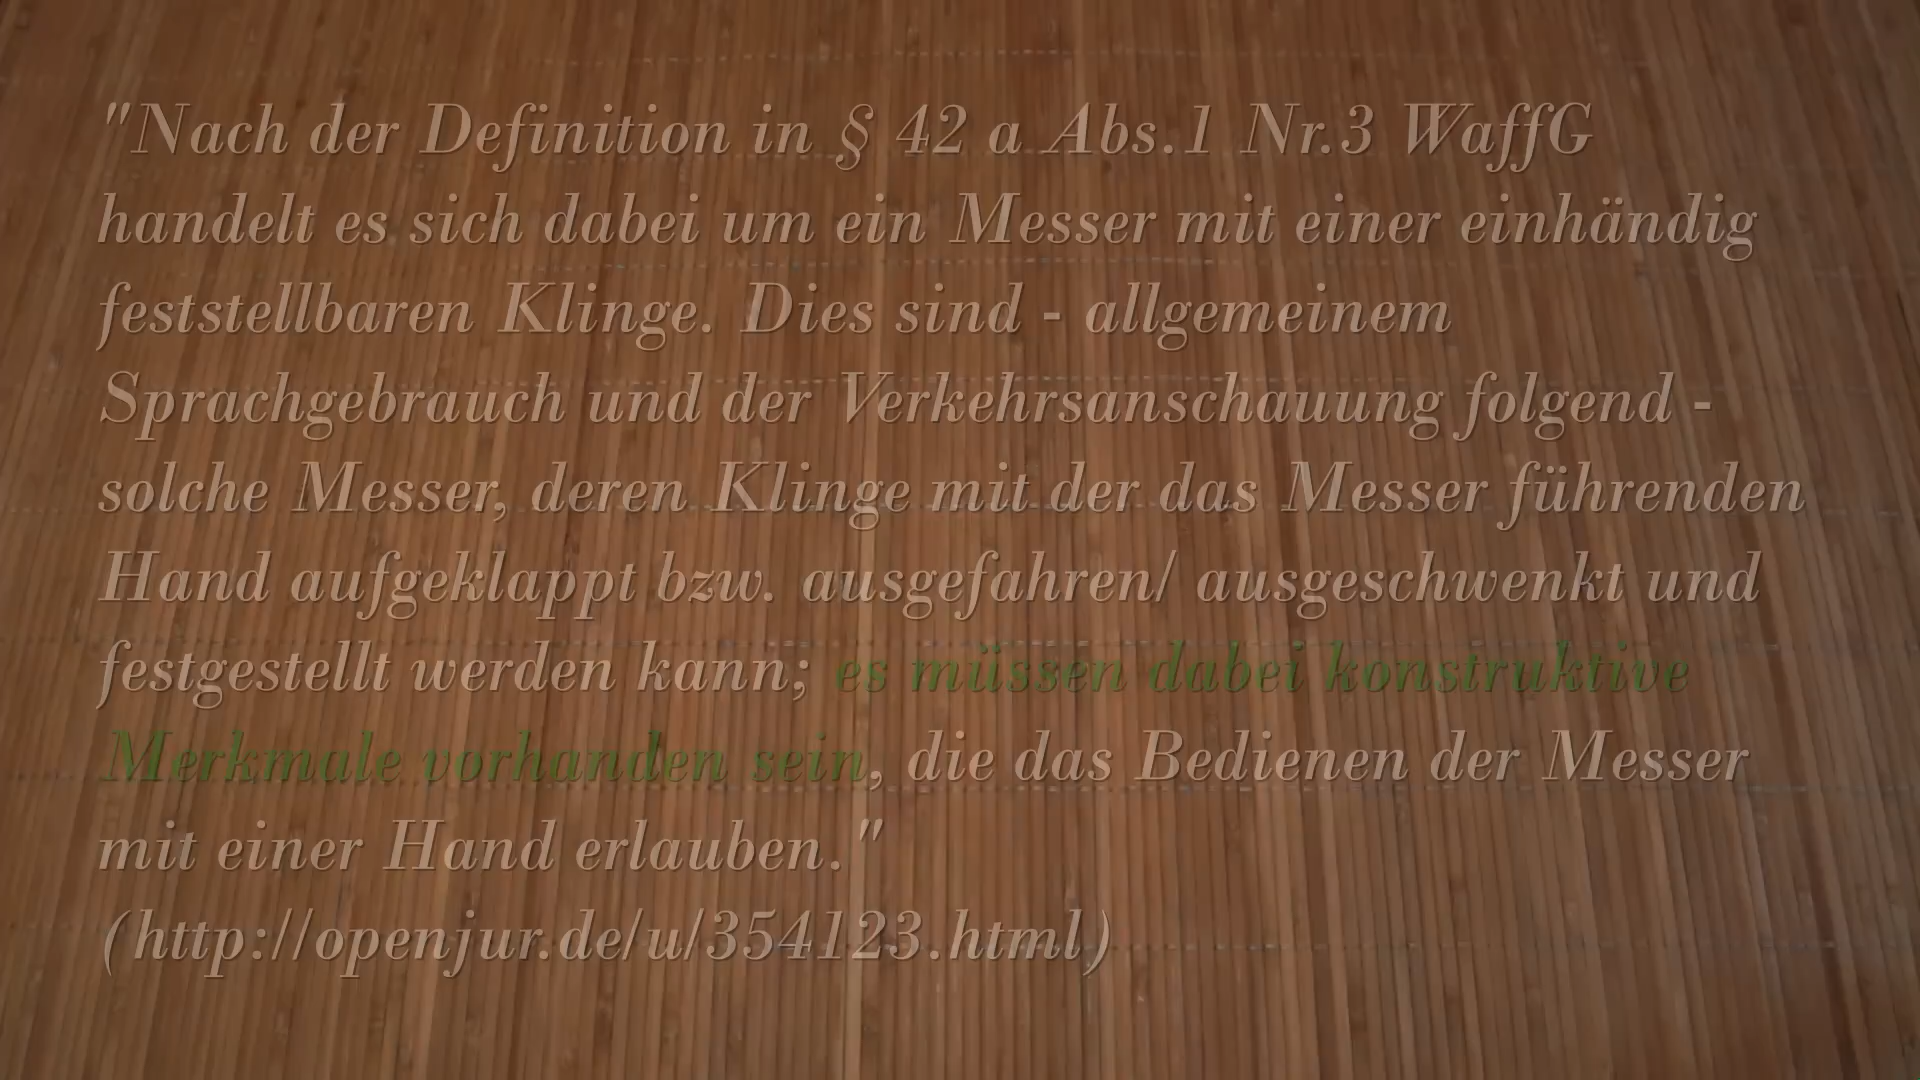 "Nach der Definition in § 42 a Abs.1 Nr.3 WaffG
handelt es sich dabei um ein Messer mit einer einhändig
feststellbaren Klinge. Dies sind - allgemeinem
Sprachgebrauch und der Verkehrsanschauung folgend -
solche Messer, deren Klinge mit der das Messer führenden
Hand aufgeklappt bzw. ausgefahren/ ausgeschwenkt und
festgestellt werden kann; es müssen dabei konstruktive
Merkmale vorhanden sein, die das Bedienen der Messer
mit einer Hand erlauben."
(http://openjur.de/u/354123.html)